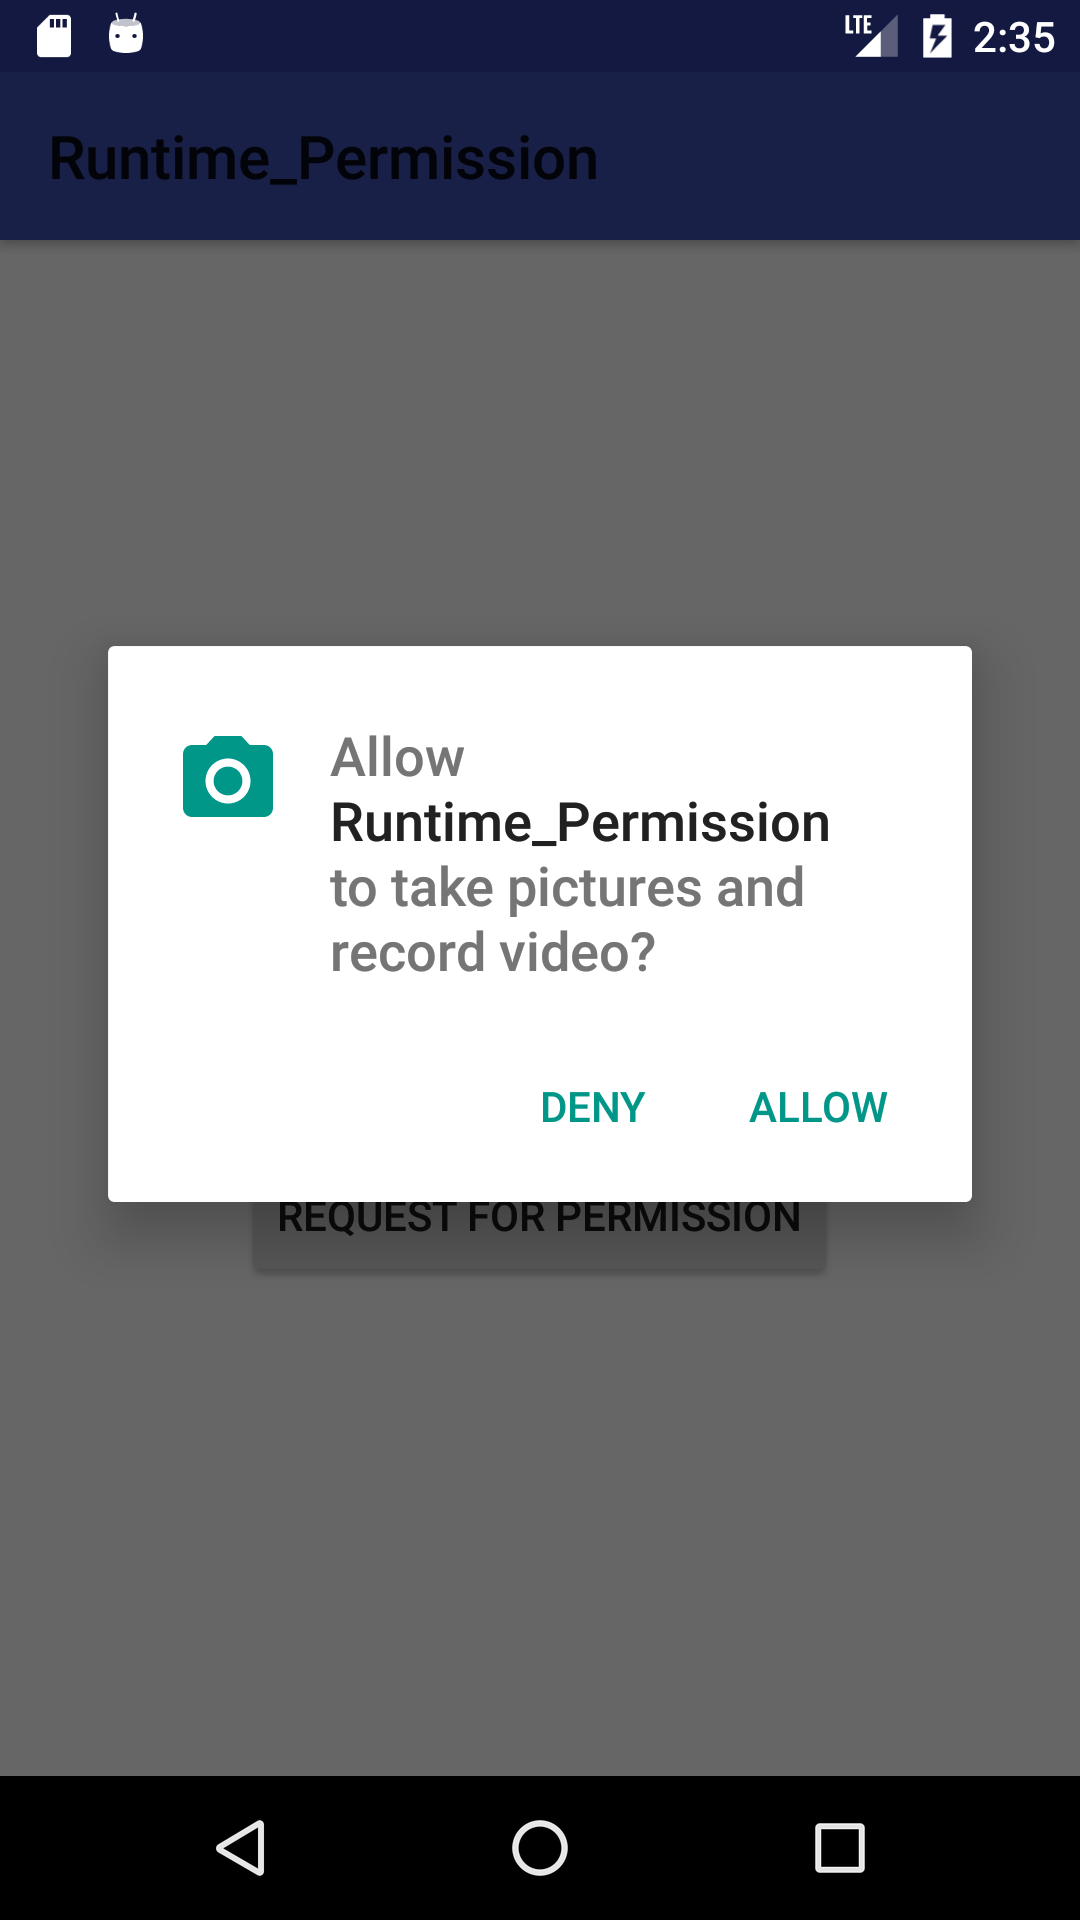 LTE 2:35
Runtime_Permission
Allow
Runtime_Permission
to take pictures and
record video?
DENY ALLOW
REQUEST FOR PERMISSION